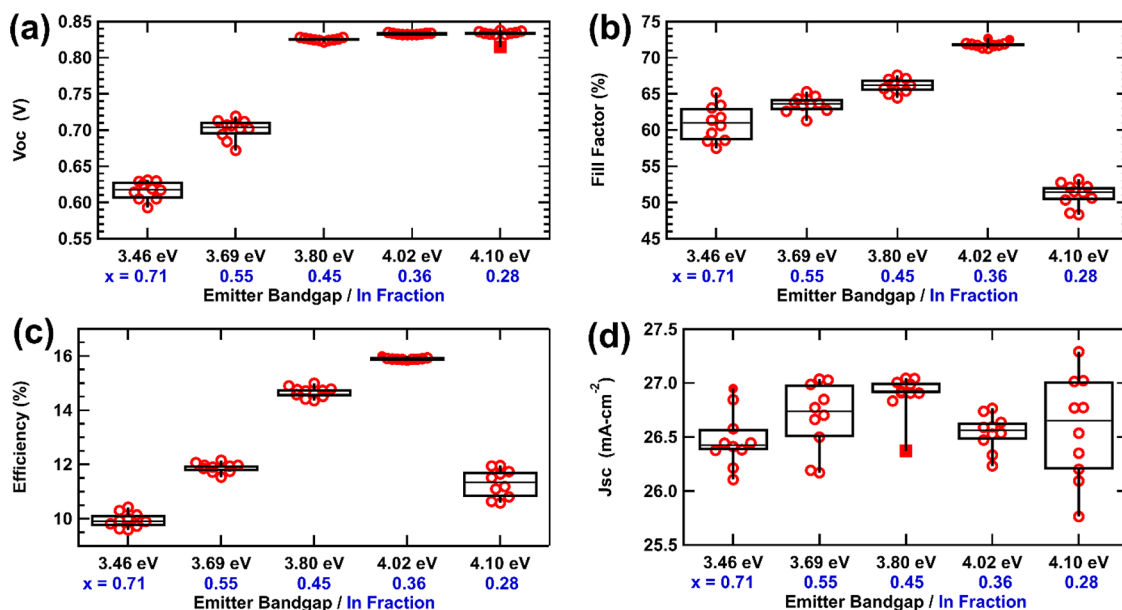 (a)
Voc (V)
0.85
0.80
0.75
0.70
0.65
0.60
0.55
3.46 eV 3.69 eV 3.80 eV 4.02 eV 4.10 eV
x = 0.71 0.55 0.45 0.36 0.28
Emitter Bandgap / In Fraction
(b)
Fill Factor (%)
75
70
65
60
55
50
45
3.46 eV 3.69 eV 3.80 eV 4.02 eV 4.10 eV
x = 0.71 0.55 0.45 0.36 0.28
Emitter Bandgap / In Fraction
(c)
Efficiency (%)
16
14
12
10
3.46 eV 3.69 eV 3.80 eV 4.02 eV 4.10 eV
x = 0.71 0.55 0.45 0.36 0.28
Emitter Bandgap / In Fraction
(d)
Jsc (mA-cm-2)
27.5
27.0
26.5
26.0
25.5
3.46 eV 3.69 eV 3.80 eV 4.02 eV 4.10 eV
x = 0.71 0.55 0.45 0.36 0.28
Emitter Bandgap / In Fraction